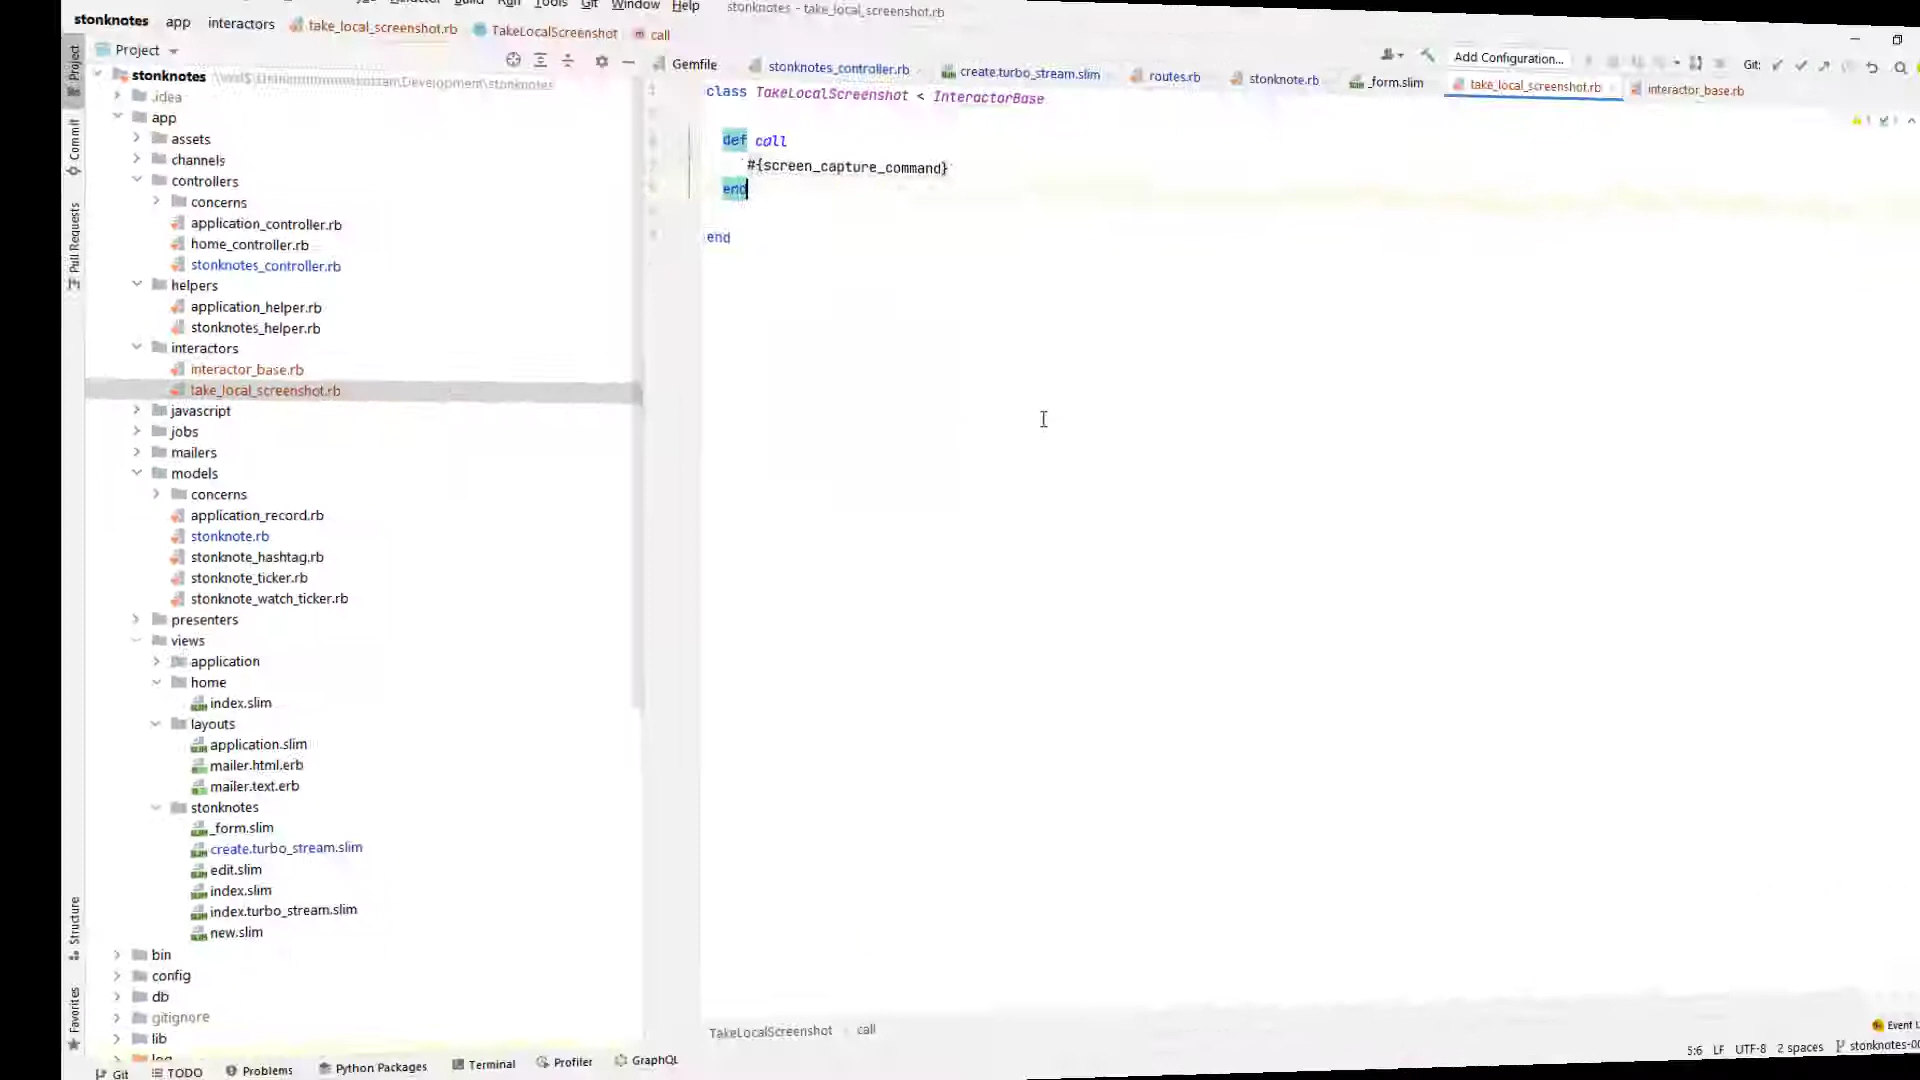 Git Window Help stonknotes - take_local_screenshot.rb
stonknotes app interactors take_local_screenshot.rb TakeLocalScreenshot call
Add Configuration... Git:
Project
Gemfile stonknotes_controller.rb create.turbo_stream.slim routes.rb stonknote.rb _form.slim take_local_screenshot.rb interactor_base.rb
Project
Commit
Pull Requests
Structure
Favorites
stonknotes
.idea
app
assets
channels
controllers
concerns
application_controller.rb
home_controller.rb
stonknotes_controller.rb
helpers
application_helper.rb
stonknotes_helper.rb
interactors
interactor_base.rb
take_local_screenshot.rb
javascript
jobs
mailers
models
concerns
application_record.rb
stonknote.rb
stonknote_hashtag.rb
stonknote_ticker.rb
stonknote_watch_ticker.rb
presenters
views
application
home
index.slim
layouts
application.slim
mailer.html.erb
mailer.text.erb
stonknotes
_form.slim
create.turbo_stream.slim
edit.slim
index.slim
index.turbo_stream.slim
new.slim
bin
config
db
gitignore
lib
class TakeLocalScreenshot < InteractorBase
def call
`#{screen_capture_command}`
end
end
TakeLocalScreenshot call
Git TODO Problems Python Packages Terminal Profiler GraphQL
Event
5:6 LF UTF-8 2 spaces